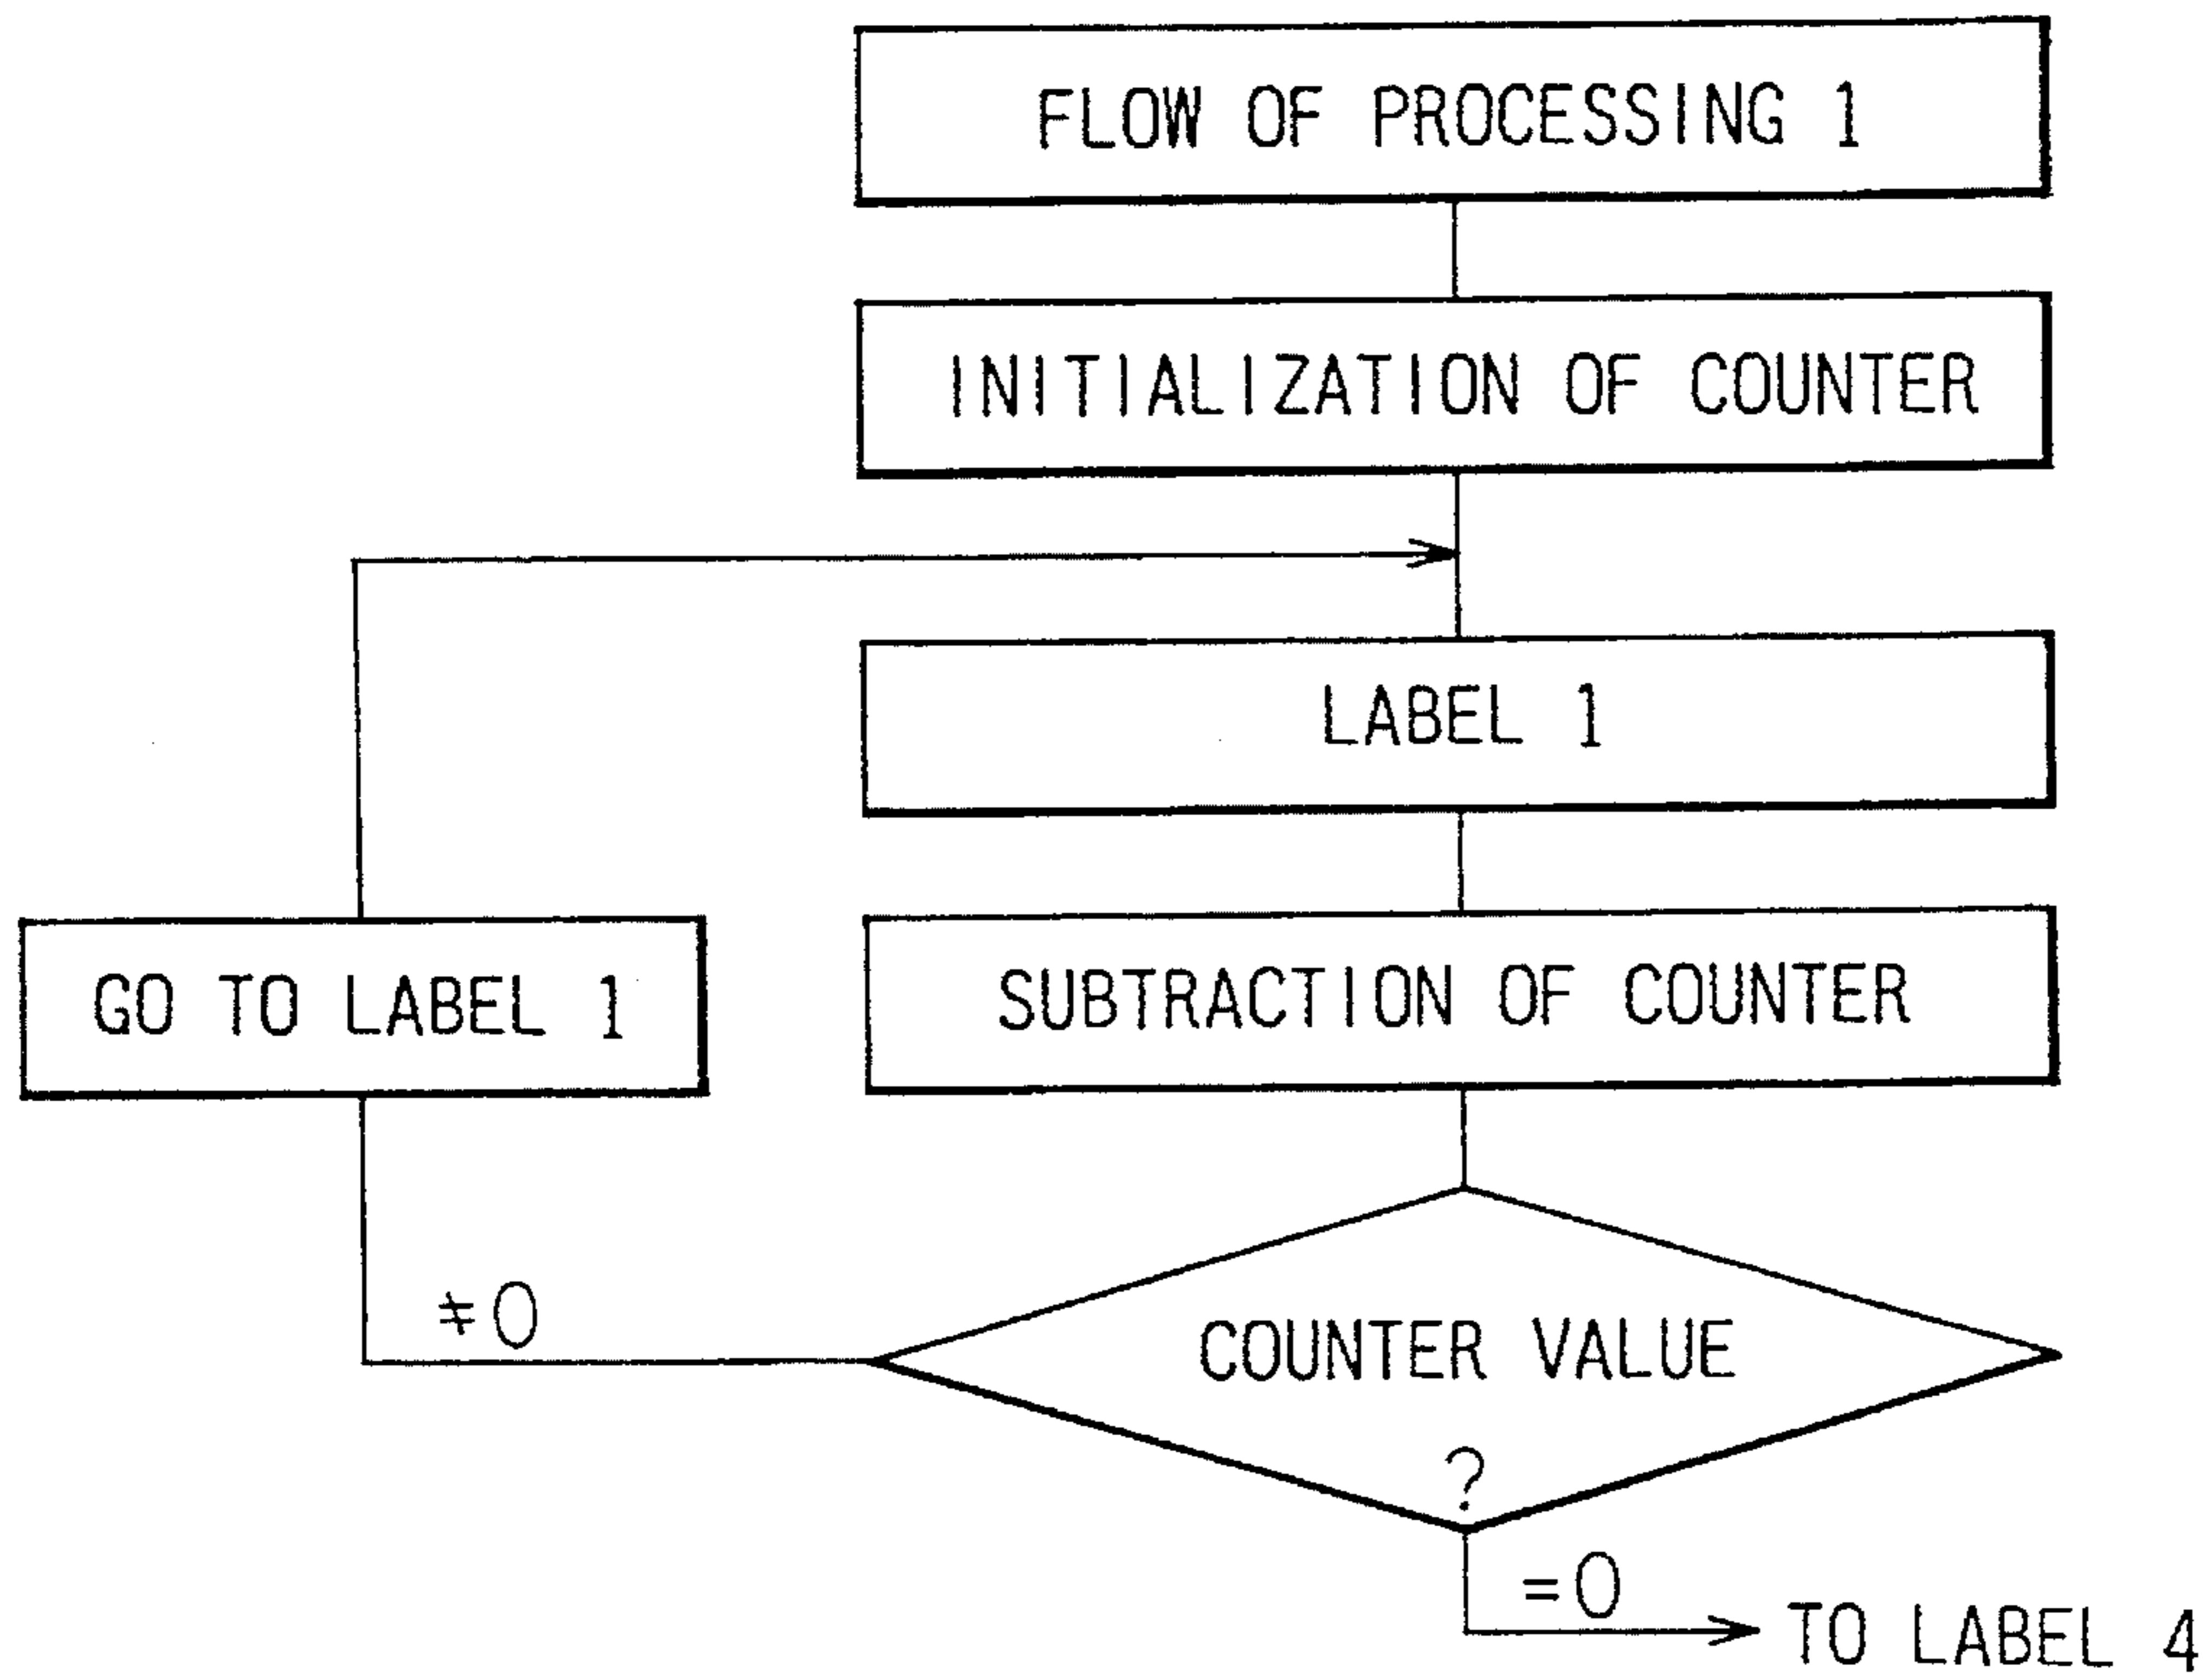 FLOW OF PROCESSING 1
INITIALIZATION OF COUNTER
LABEL 1
GO TO LABEL 1
SUBTRACTION OF COUNTER
≠0
COUNTER VALUE
?
=0
TO LABEL 4